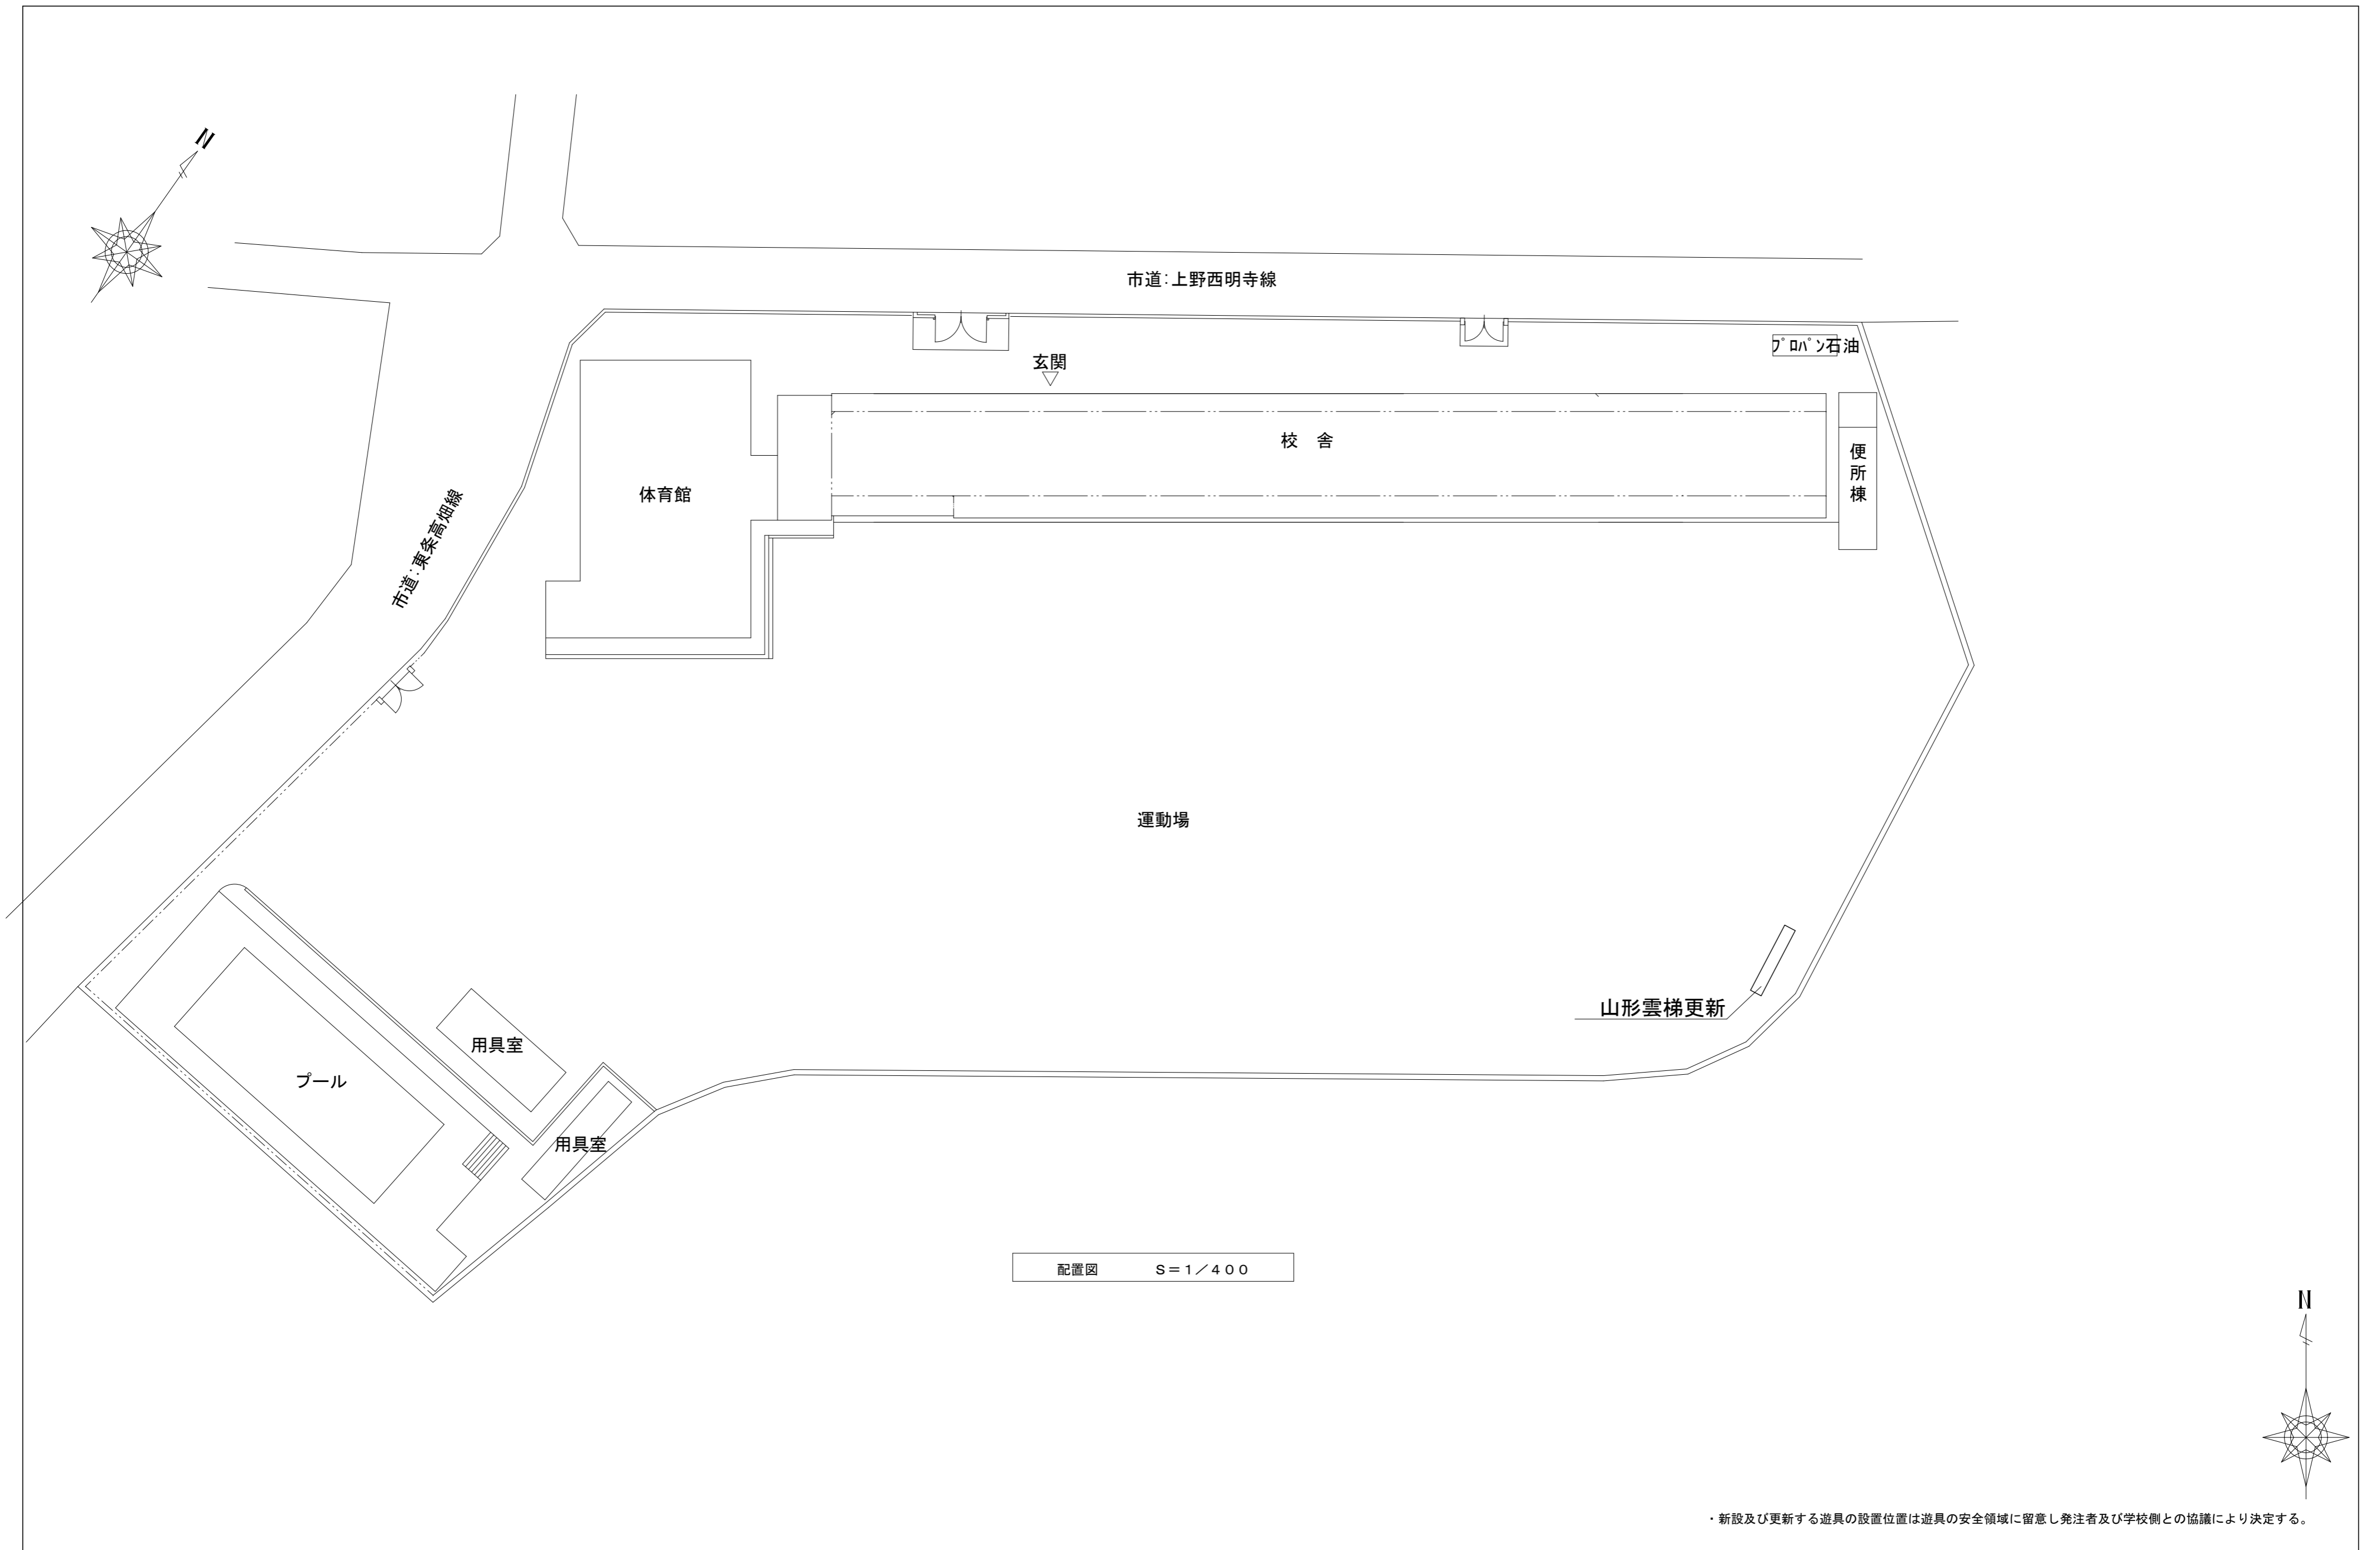 N
市道:上野西明寺線
玄関
プロパン石油
校 舎
便所棟
体育館
市道:東条高畑線
運動場
山形雲梯更新
用具室
プール
用具室
配置図 S=1/400
N
・新設及び更新する遊具の設置位置は遊具の安全領域に留意し発注者及び学校側との協議により決定する。